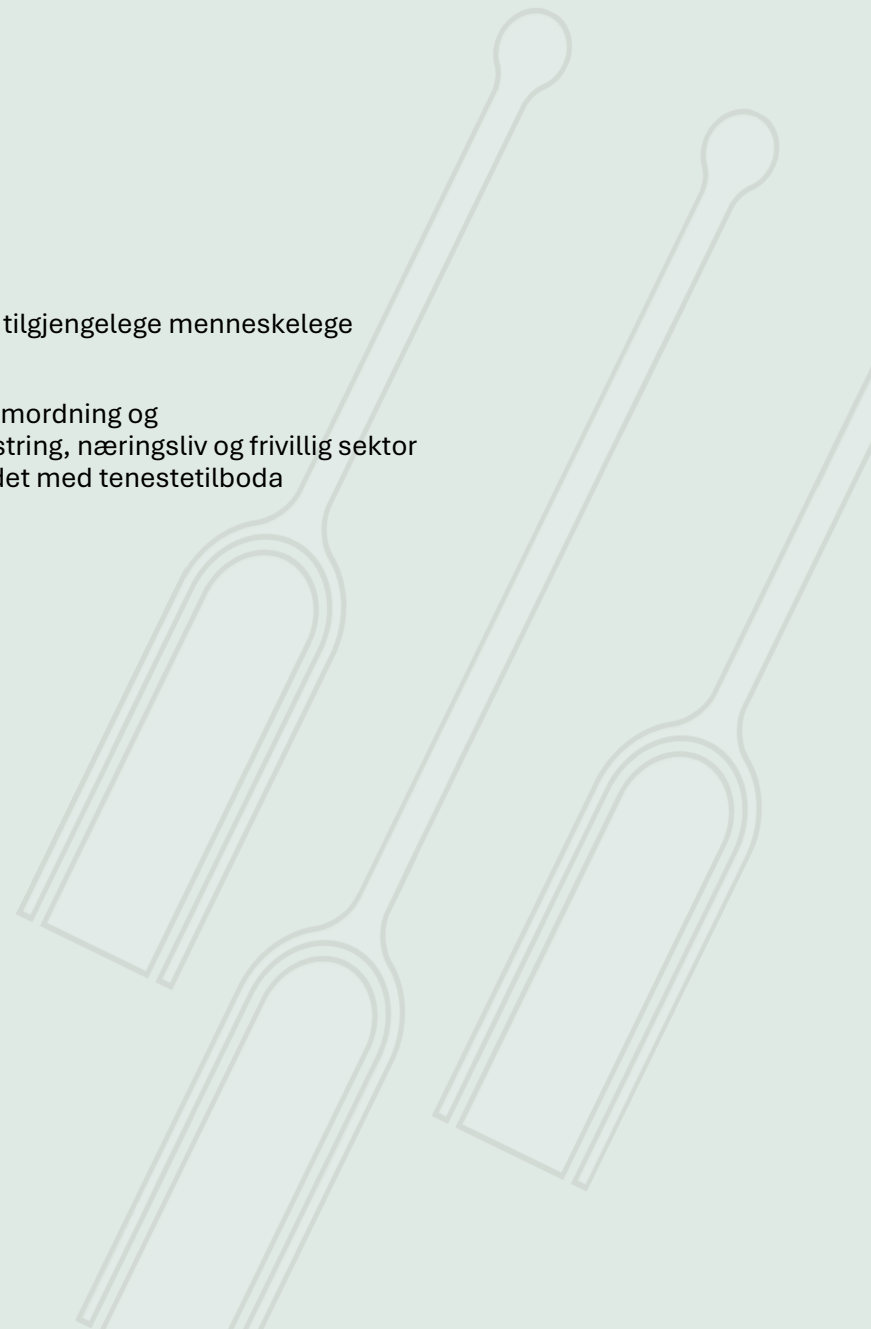 tilgjengelege menneskelege
mordning og
string, næringsliv og frivillig sektor
det med tenestetilboda